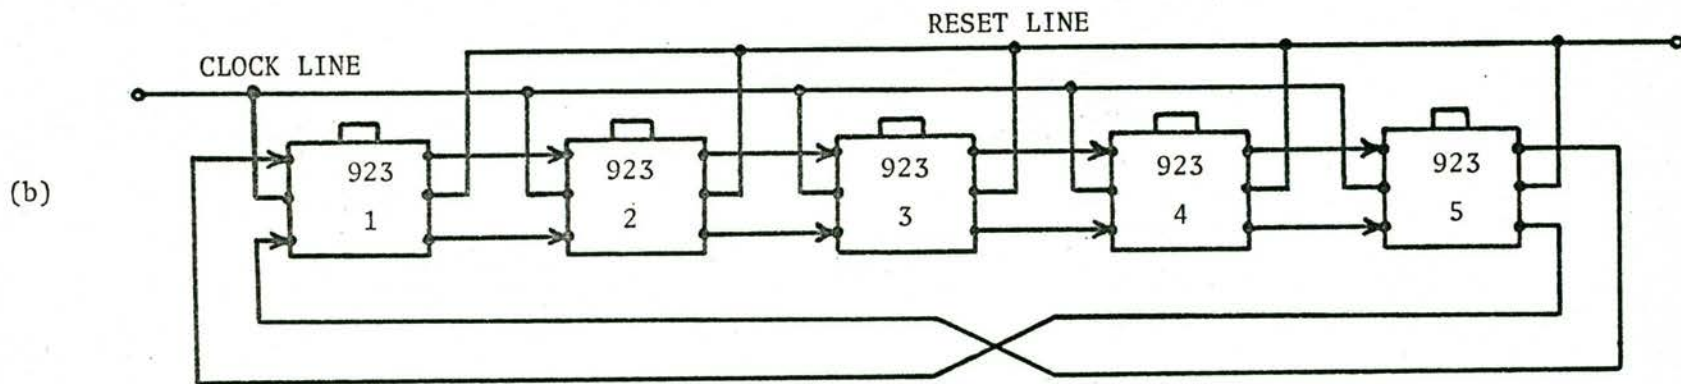 RESET LINE
CLOCK LINE
(b)
923 923 923 923 923
1 2 3 4 5